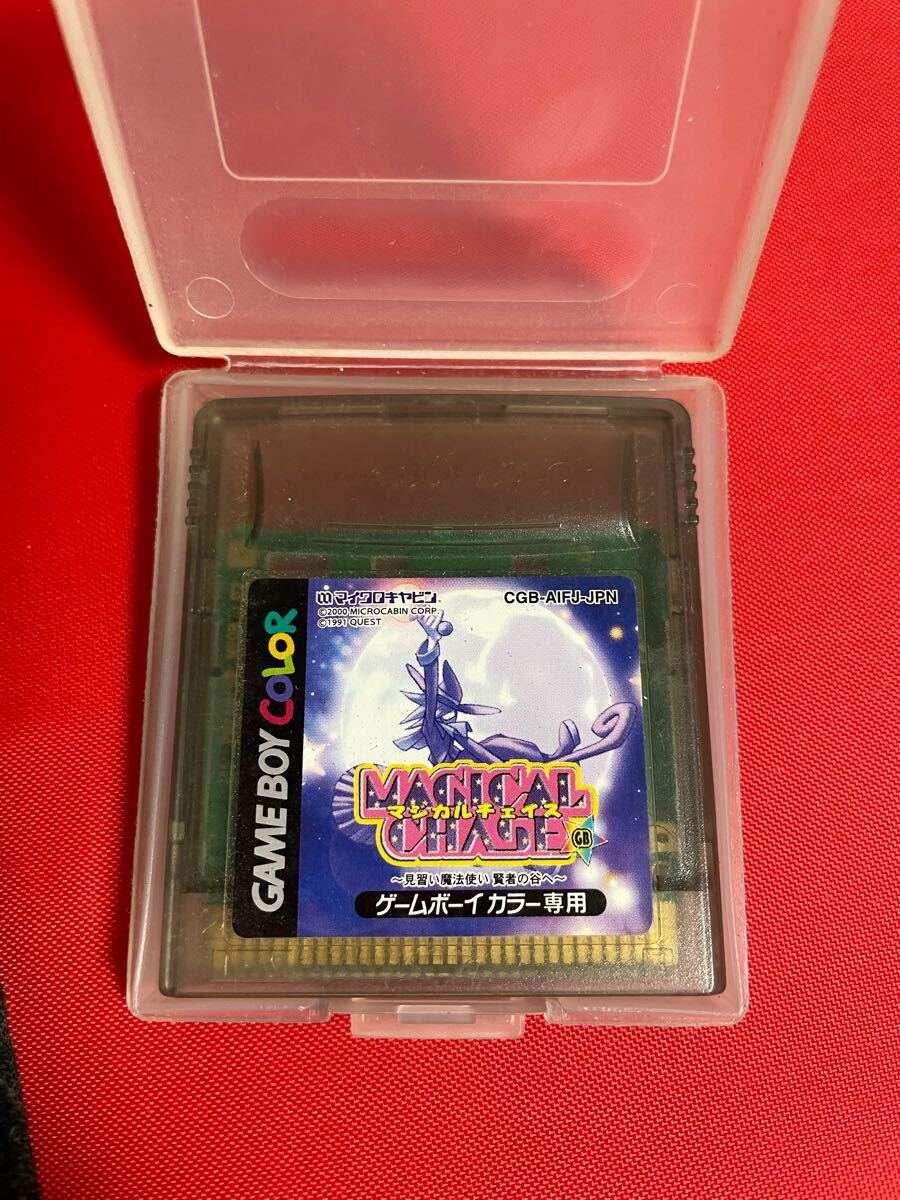 マイクロキャビン
©2000 MICROCABIN CORP.
©1991 QUEST
CGB-AIFJ-JPN
GAME BOY COLOR
MAGICAL
マジカルチェイス
CHASE
GB
～見習い魔法使い 賢者の谷へ～
ゲームボーイ カラー専用